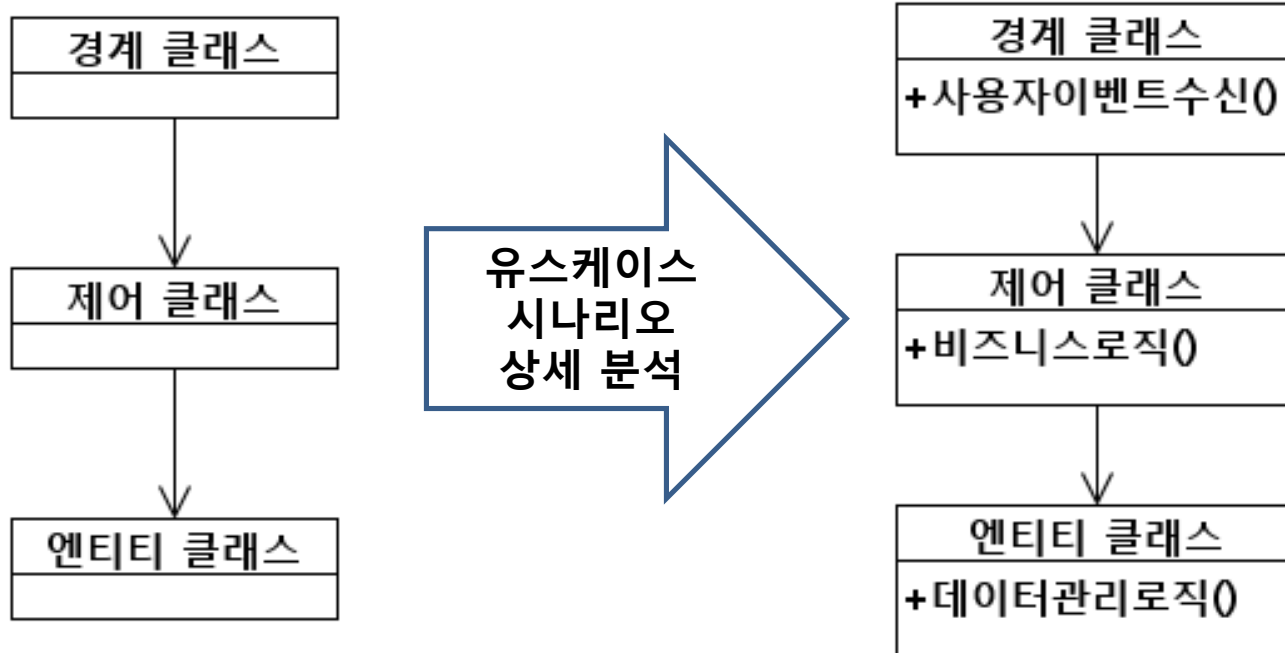 경계 클래스
제어 클래스
엔티티 클래스
유스케이스
시나리오
상세 분석
경계 클래스
+사용자이벤트수신()
제어 클래스
+비즈니스로직()
엔티티 클래스
+데이터관리로직()